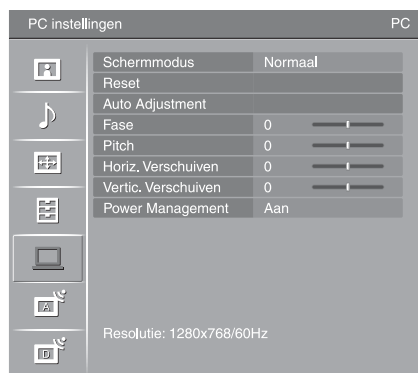 PC instellingen PC
Schermmodus Normaal
Reset
Auto Adjustment
Fase 0
Pitch 0
Horiz. Verschuiven 0
Vertic. Verschuiven 0
Power Management Aan
A
D
Resolutie: 1280x768/60Hz